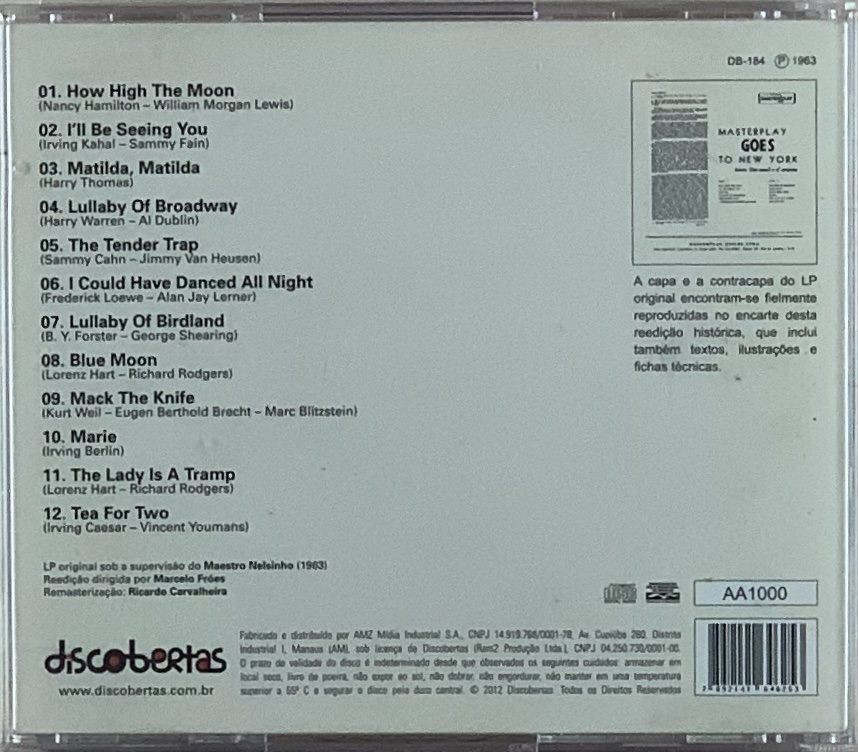 DB-184 Ⓟ 1963
01. How High The Moon
(Nancy Hamilton – William Morgan Lewis)
02. I'll Be Seeing You
(Irving Kahal – Sammy Fain)
03. Matilda, Matilda
(Harry Thomas)
04. Lullaby Of Broadway
(Harry Warren – Al Dublin)
05. The Tender Trap
(Sammy Cahn – Jimmy Van Heusen)
06. I Could Have Danced All Night
(Frederick Loewe – Alan Jay Lerner)
07. Lullaby Of Birdland
(B. Y. Forster – George Shearing)
08. Blue Moon
(Lorenz Hart – Richard Rodgers)
09. Mack The Knife
(Kurt Weil – Eugen Berthold Brecht – Marc Blitzstein)
10. Marie
(Irving Berlin)
11. The Lady Is A Tramp
(Lorenz Hart – Richard Rodgers)
12. Tea For Two
(Irving Caesar – Vincent Youmans)
MASTERPLAY
GOES
TO NEW YORK
A capa e a contracapa do LP
original encontram-se fielmente
reproduzidas no encarte desta
reedição histórica, que inclui
também textos, ilustrações e
fichas técnicas.
LP original sob a supervisão do Maestro Nelsinho (1963)
Reedição dirigida por Marcelo Fróes
Remasterização: Ricardo Carvalheira
AA1000
discobertas
www.discobertas.com.br
Fabricado e distribuído por AMZ Mídia Industrial S.A., CNPJ 14.919.768/0001-78, Av. Cupiúba 260, Distrito
Industrial I, Manaus (AM), sob licença de Discobertas (Rum2 Produção Ltda.), CNPJ 04.250.730/0001-00.
O prazo de validade do disco é indeterminado desde que observados os seguintes cuidados: armazenar em
local seco, livre de poeira, não expor ao sol, não dobrar, não engordurar, não manter em uma temperatura
superior a 55º C e segurar o disco pelo furo central. © 2012 Discobertas. Todos os Direitos Reservados